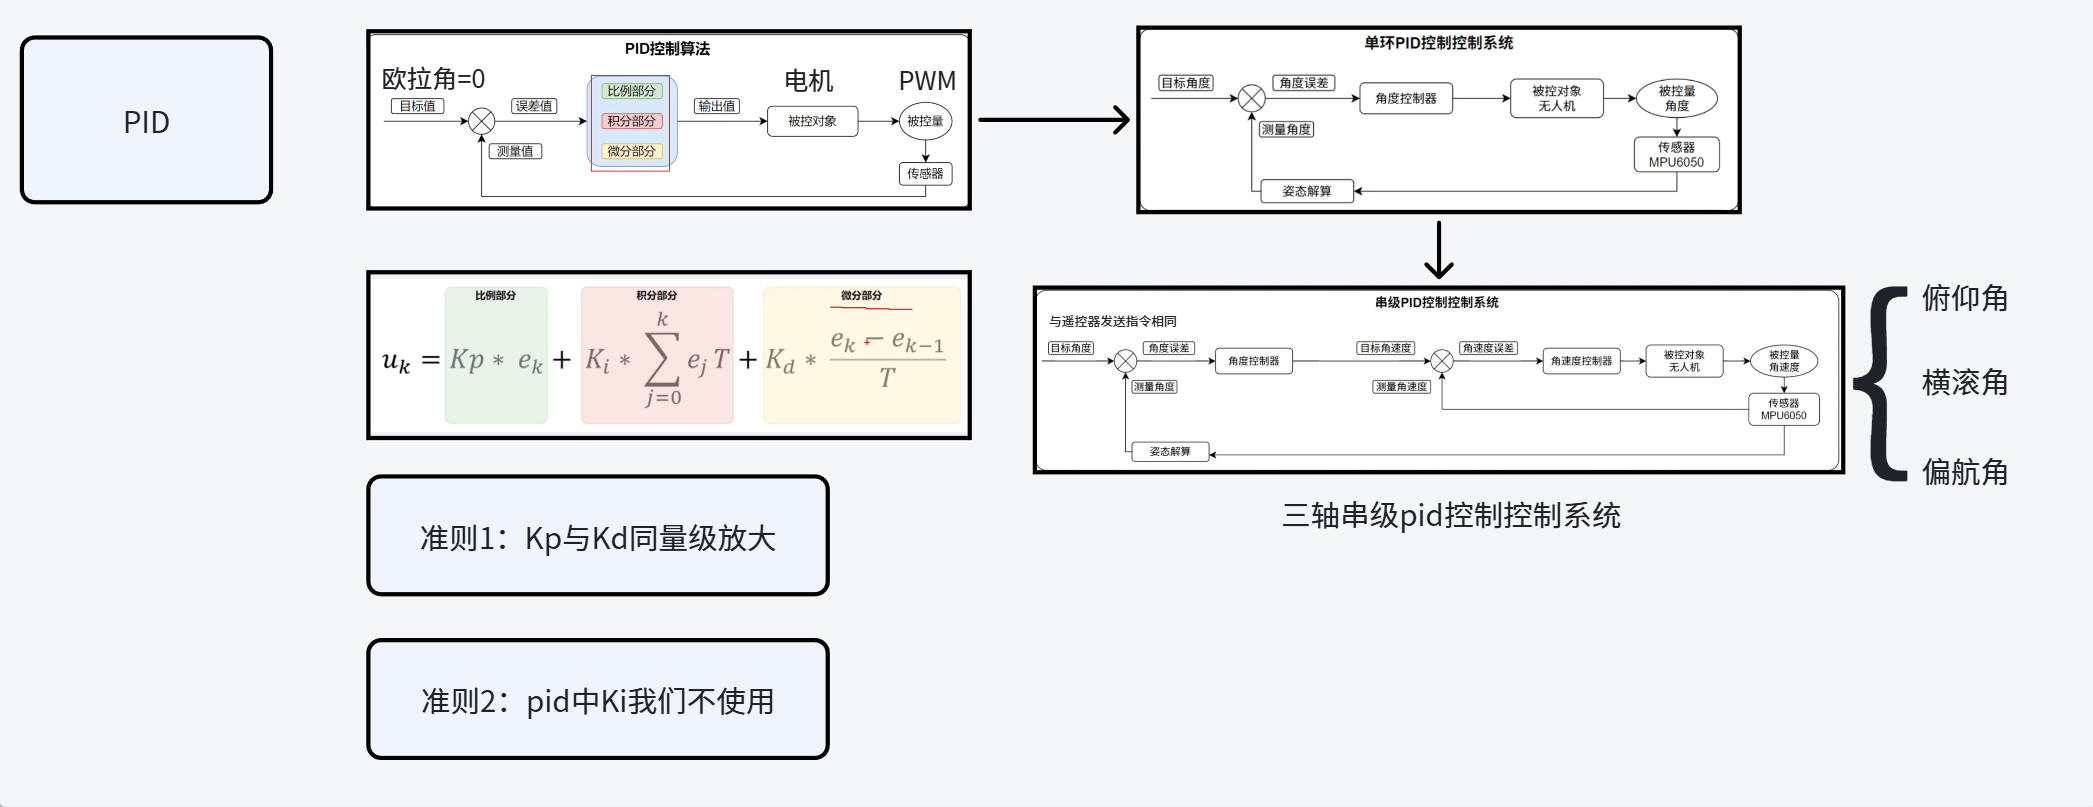 PID
PID控制算法
欧拉角=0
电机
PWM
目标值
误差值
比例部分
积分部分
微分部分
输出值
被控对象
被控量
测量值
传感器
单环PID控制控制系统
目标角度
角度误差
角度控制器
被控对象
无人机
被控量
角度
测量角度
传感器
MPU6050
姿态解算
比例部分
积分部分
微分部分
u_k = Kp * e_k + K_i * \sum_{j=0}^{k} e_j T + K_d * \frac{e_k - e_{k-1}}{T}
串级PID控制控制系统
与遥控器发送指令相同
目标角度
角度误差
角度控制器
目标角速度
角速度误差
角速度控制器
被控对象
无人机
被控量
角速度
测量角度
测量角速度
传感器
MPU6050
姿态解算
{
俯仰角
横滚角
偏航角
三轴串级pid控制控制系统
准则1：Kp与Kd同量级放大
准则2：pid中Ki我们不使用